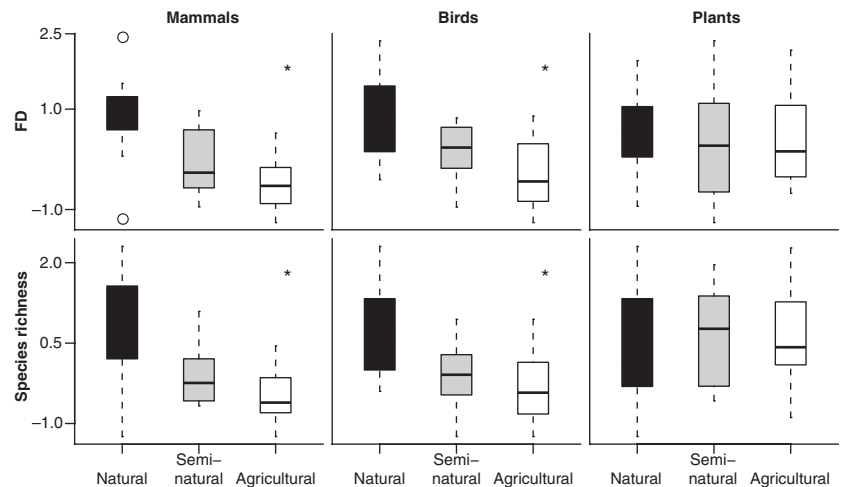 Mammals Birds Plants
2.5
1.0
FD
−1.0
*
*
2.0
Species richness
0.5
−1.0
*
*
Natural Semi− Agricultural Natural Semi− Agricultural Natural Semi− Agricultural
natural natural natural